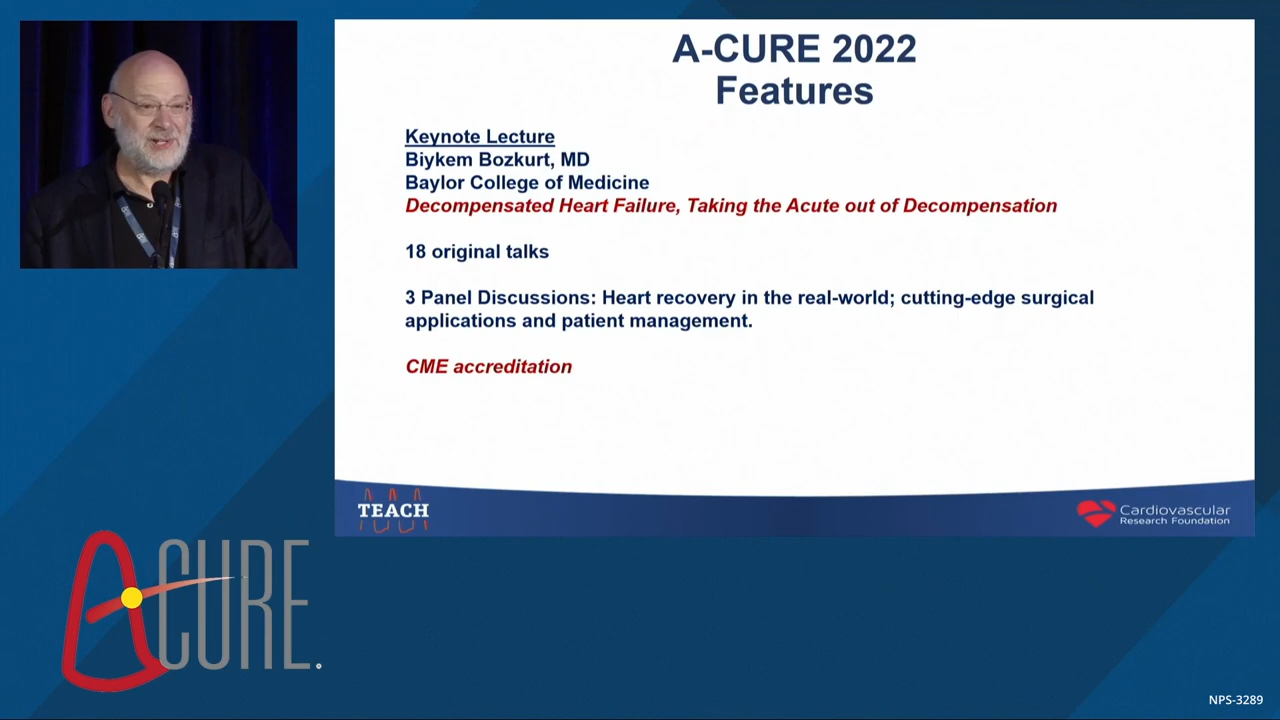 A-CURE 2022
Features
Keynote Lecture
Biykem Bozkurt, MD
Baylor College of Medicine
Decompensated Heart Failure, Taking the Acute out of Decompensation
18 original talks
3 Panel Discussions: Heart recovery in the real-world; cutting-edge surgical
applications and patient management.
CME accreditation
TEACH
Cardiovascular
Research Foundation
A-CURE.
NPS-3289